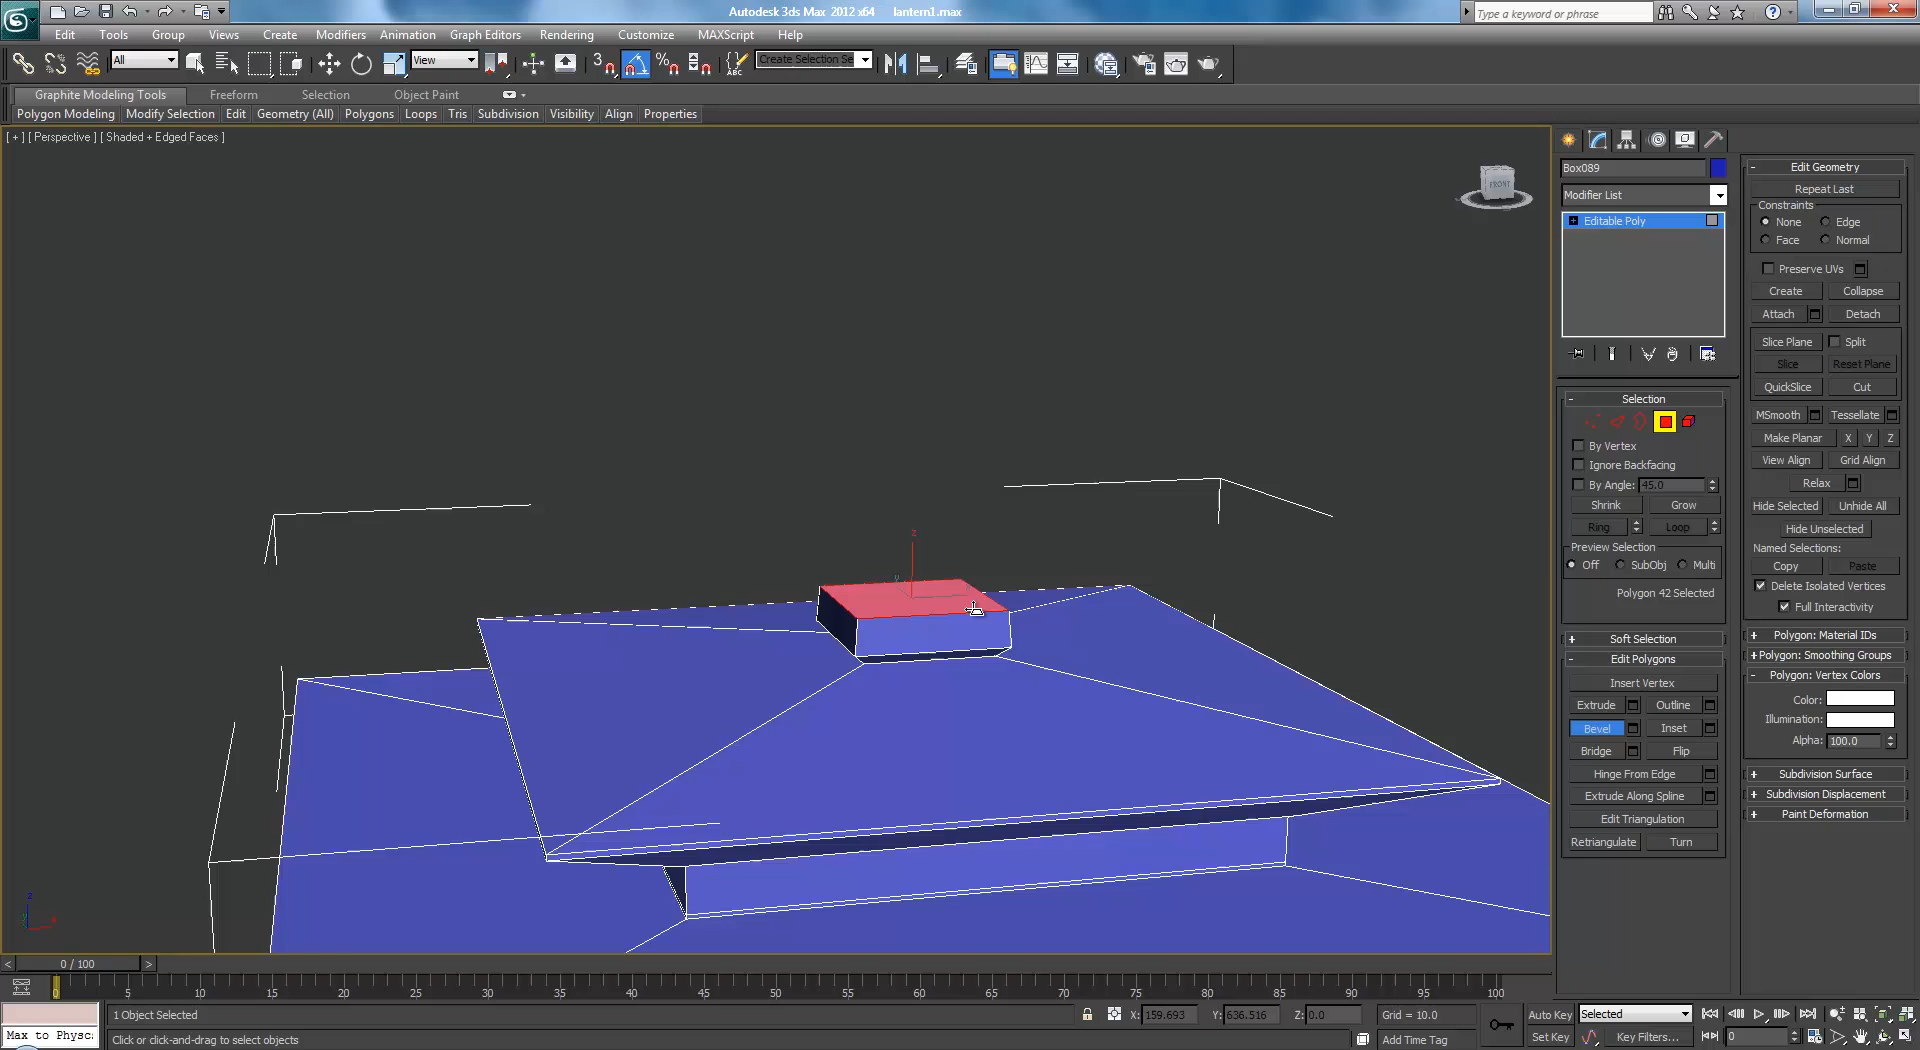 Autodesk 3ds Max 2012 x64 lantern1.max
Type a keyword or phrase
Edit Tools Group Views Create Modifiers Animation Graph Editors Rendering Customize MAXScript Help
All View Create Selection Se
Graphite Modeling Tools Freeform Selection Object Paint
Polygon Modeling Modify Selection Edit Geometry (All) Polygons Loops Tris Subdivision Visibility Align Properties
[ + ] [ Perspective ] [ Shaded + Edged Faces ]
FRONT
Box089
Modifier List
Editable Poly
Selection
By Vertex
Ignore Backfacing
By Angle: 45.0
Shrink Grow
Ring Loop
Preview Selection
Off SubObj Multi
Polygon 42 Selected
Soft Selection
Edit Polygons
Insert Vertex
Extrude Outline
Bevel Inset
Bridge Flip
Hinge From Edge
Extrude Along Spline
Edit Triangulation
Retriangulate Turn
Edit Geometry
Repeat Last
Constraints
None Edge
Face Normal
Preserve UVs
Create Collapse
Attach Detach
Slice Plane Split
Slice Reset Plane
QuickSlice Cut
MSmooth Tessellate
Make Planar X Y Z
View Align Grid Align
Relax
Hide Selected Unhide All
Hide Unselected
Named Selections:
Copy Paste
Delete Isolated Vertices
Full Interactivity
Polygon: Material IDs
Polygon: Smoothing Groups
Polygon: Vertex Colors
Color:
Illumination:
Alpha: 100.0
Subdivision Surface
Subdivision Displacement
Paint Deformation
z
y
z
y
x
< 0 / 100 >
0 5 10 15 20 25 30 35 40 45 50 55 60 65 70 75 80 85 90 95 100
1 Object Selected X: 159.693 Y: 636.516 Z: 0.0 Grid = 10.0 Auto Key Selected
Max to Physc: Click or click-and-drag to select objects Add Time Tag Set Key Key Filters... 0